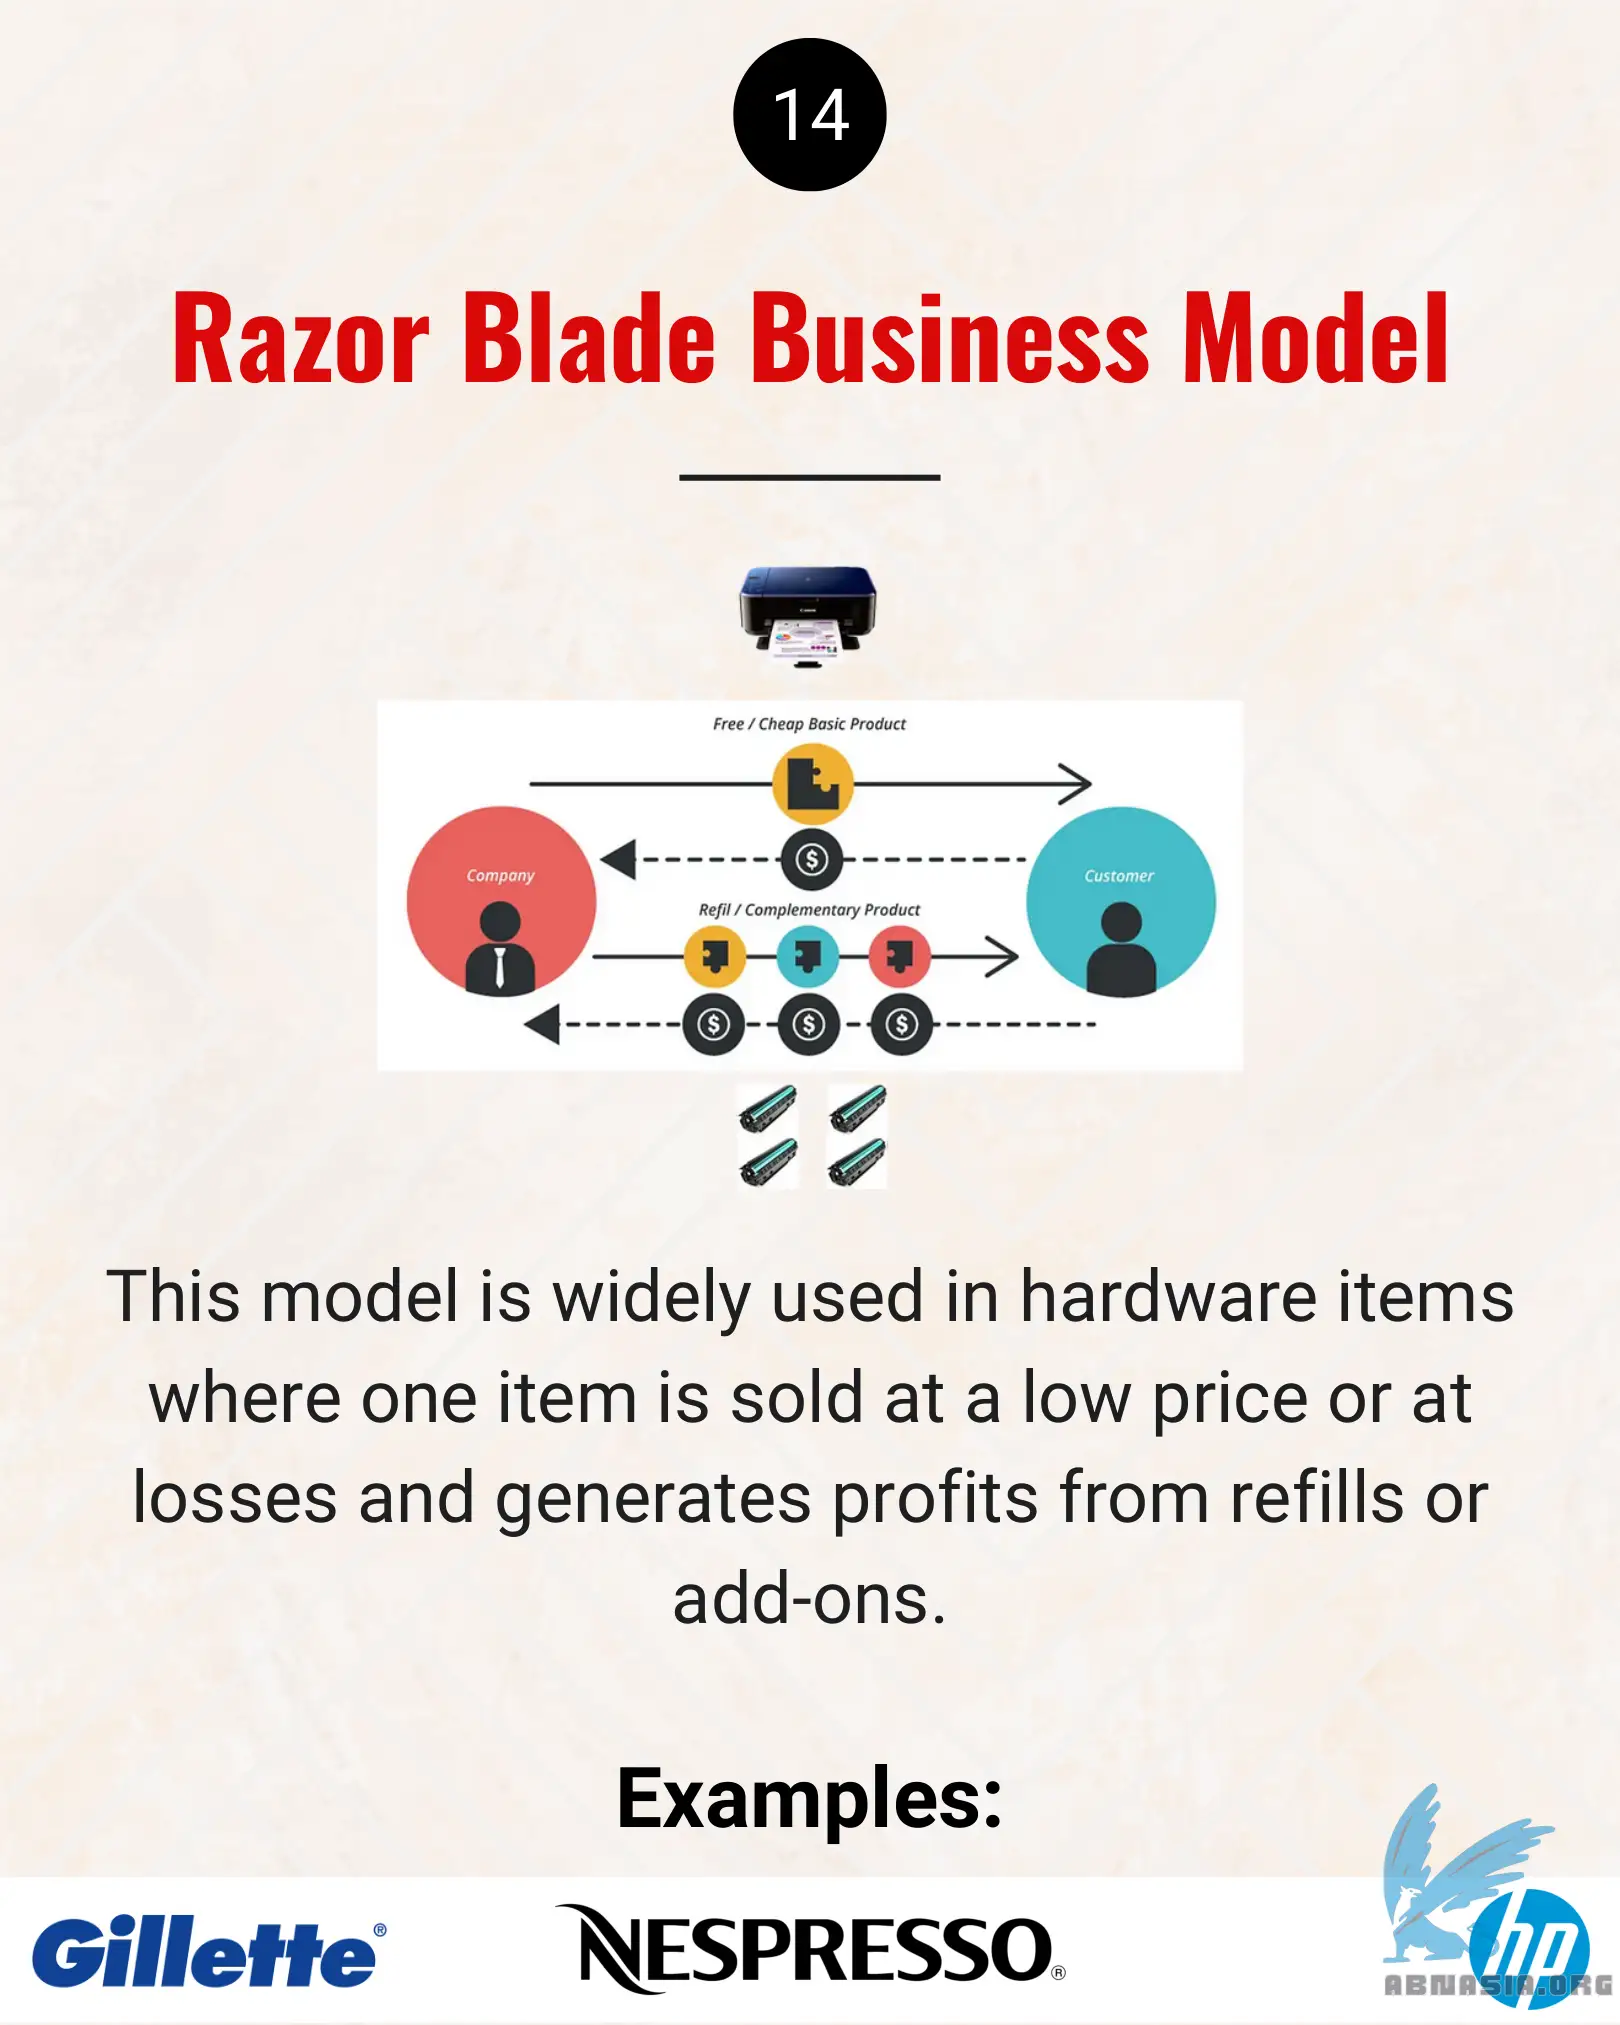 14
Razor Blade Business Model
Canon
Free / Cheap Basic Product
$
Company
Customer
Refil / Complementary Product
$ $ $
This model is widely used in hardware items
where one item is sold at a low price or at
losses and generates profits from refills or
add-ons.
Examples:
Gillette®
NESPRESSO®
hp
ABNASIA.ORG